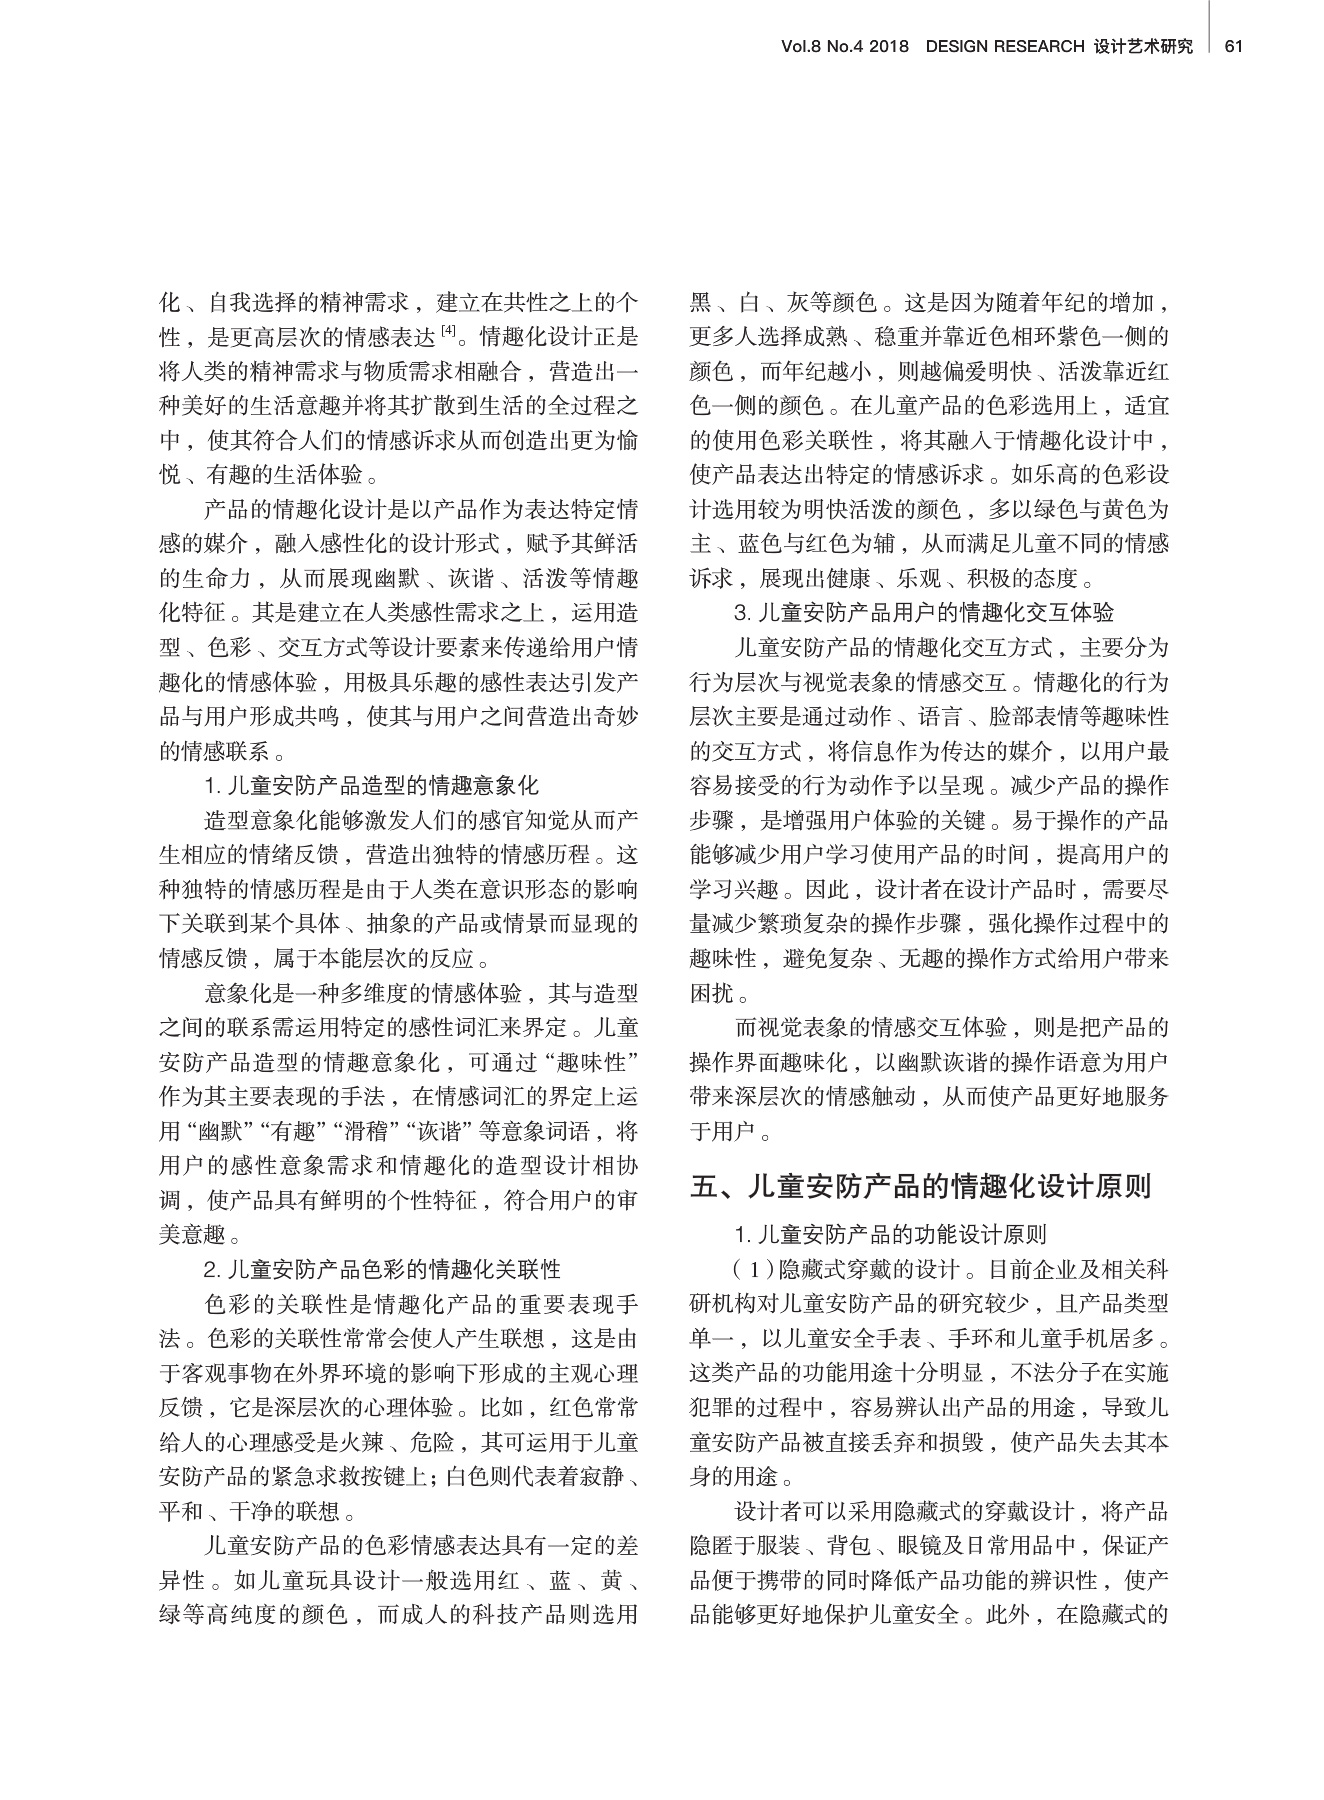 Vol.8 No.4 2018 DESIGN RESEARCH 设计艺术研究 61
化、自我选择的精神需求，建立在共性之上的个
性，是更高层次的情感表达[4]。情趣化设计正是
将人类的精神需求与物质需求相融合，营造出一
种美好的生活意趣并将其扩散到生活的全过程之
中，使其符合人们的情感诉求从而创造出更为愉
悦、有趣的生活体验。
产品的情趣化设计是以产品作为表达特定情
感的媒介，融入感性化的设计形式，赋予其鲜活
的生命力，从而展现幽默、诙谐、活泼等情趣
化特征。其是建立在人类感性需求之上，运用造
型、色彩、交互方式等设计要素来传递给用户情
趣化的情感体验，用极具乐趣的感性表达引发产
品与用户形成共鸣，使其与用户之间营造出奇妙
的情感联系。
1. 儿童安防产品造型的情趣意象化
造型意象化能够激发人们的感官知觉从而产
生相应的情绪反馈，营造出独特的情感历程。这
种独特的情感历程是由于人类在意识形态的影响
下关联到某个具体、抽象的产品或情景而显现的
情感反馈，属于本能层次的反应。
意象化是一种多维度的情感体验，其与造型
之间的联系需运用特定的感性词汇来界定。儿童
安防产品造型的情趣意象化，可通过“趣味性”
作为其主要表现的手法，在情感词汇的界定上运
用“幽默”“有趣”“滑稽”“诙谐”等意象词语，将
用户的感性意象需求和情趣化的造型设计相协
调，使产品具有鲜明的个性特征，符合用户的审
美意趣。
2. 儿童安防产品色彩的情趣化关联性
色彩的关联性是情趣化产品的重要表现手
法。色彩的关联性常常会使人产生联想，这是由
于客观事物在外界环境的影响下形成的主观心理
反馈，它是深层次的心理体验。比如，红色常常
给人的心理感受是火辣、危险，其可运用于儿童
安防产品的紧急求救按键上；白色则代表着寂静、
平和、干净的联想。
儿童安防产品的色彩情感表达具有一定的差
异性。如儿童玩具设计一般选用红、蓝、黄、
绿等高纯度的颜色，而成人的科技产品则选用
黑、白、灰等颜色。这是因为随着年纪的增加，
更多人选择成熟、稳重并靠近色相环紫色一侧的
颜色，而年纪越小，则越偏爱明快、活泼靠近红
色一侧的颜色。在儿童产品的色彩选用上，适宜
的使用色彩关联性，将其融入于情趣化设计中，
使产品表达出特定的情感诉求。如乐高的色彩设
计选用较为明快活泼的颜色，多以绿色与黄色为
主、蓝色与红色为辅，从而满足儿童不同的情感
诉求，展现出健康、乐观、积极的态度。
3. 儿童安防产品用户的情趣化交互体验
儿童安防产品的情趣化交互方式，主要分为
行为层次与视觉表象的情感交互。情趣化的行为
层次主要是通过动作、语言、脸部表情等趣味性
的交互方式，将信息作为传达的媒介，以用户最
容易接受的行为动作予以呈现。减少产品的操作
步骤，是增强用户体验的关键。易于操作的产品
能够减少用户学习使用产品的时间，提高用户的
学习兴趣。因此，设计者在设计产品时，需要尽
量减少繁琐复杂的操作步骤，强化操作过程中的
趣味性，避免复杂、无趣的操作方式给用户带来
困扰。
而视觉表象的情感交互体验，则是把产品的
操作界面趣味化，以幽默诙谐的操作语意为用户
带来深层次的情感触动，从而使产品更好地服务
于用户。
五、儿童安防产品的情趣化设计原则
1. 儿童安防产品的功能设计原则
（1）隐藏式穿戴的设计。目前企业及相关科
研机构对儿童安防产品的研究较少，且产品类型
单一，以儿童安全手表、手环和儿童手机居多。
这类产品的功能用途十分明显，不法分子在实施
犯罪的过程中，容易辨认出产品的用途，导致儿
童安防产品被直接丢弃和损毁，使产品失去其本
身的用途。
设计者可以采用隐藏式的穿戴设计，将产品
隐匿于服装、背包、眼镜及日常用品中，保证产
品便于携带的同时降低产品功能的辨识性，使产
品能够更好地保护儿童安全。此外，在隐藏式的